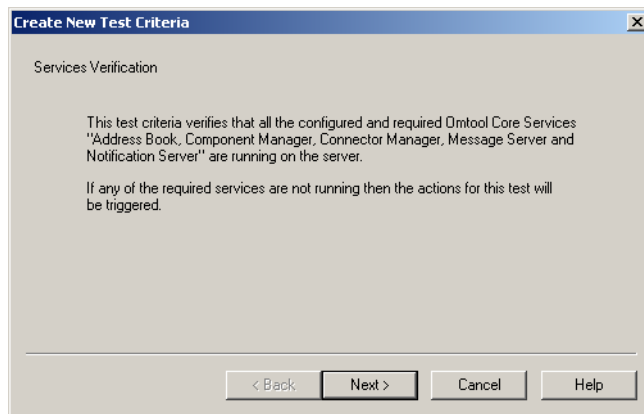 Create New Test Criteria
Services Verification
This test criteria verifies that all the configured and required Omtool Core Services
"Address Book, Component Manager, Connector Manager, Message Server and
Notification Server" are running on the server.
If any of the required services are not running then the actions for this test will
be triggered.
< Back
Next >
Cancel
Help